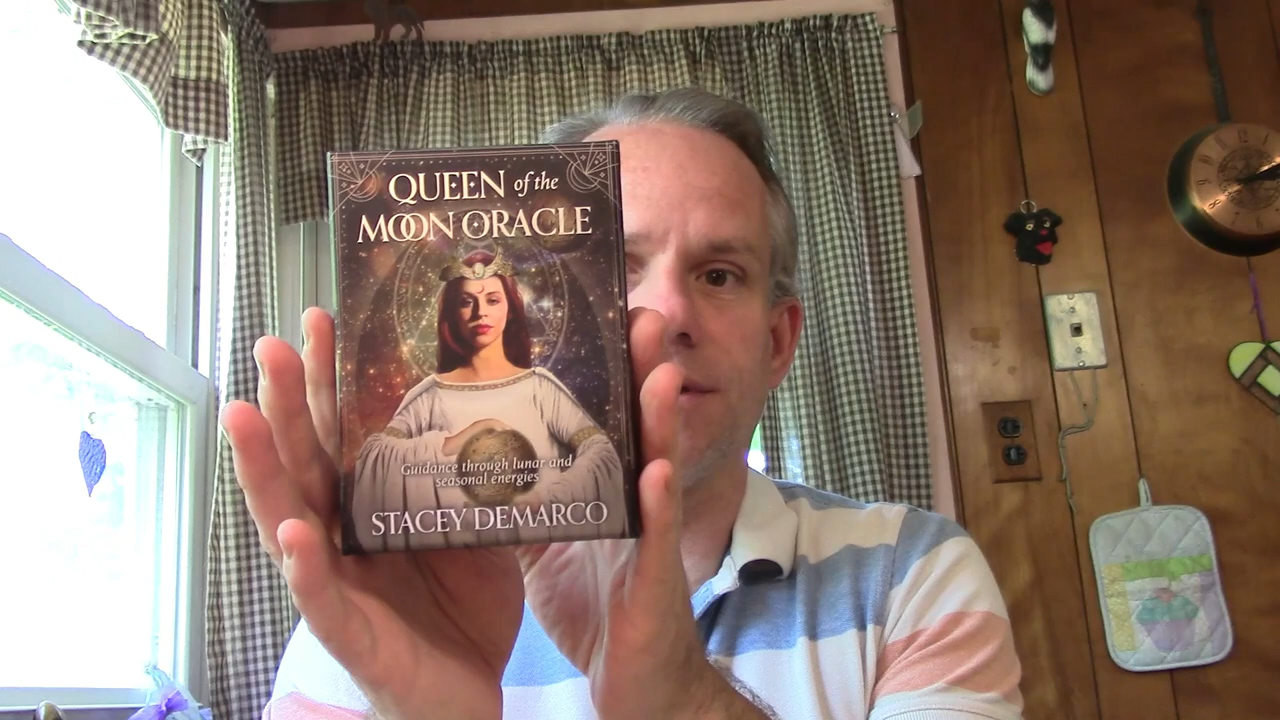 QUEEN of the
MOON ORACLE
Guidance through lunar and
seasonal energies
STACEY DEMARCO